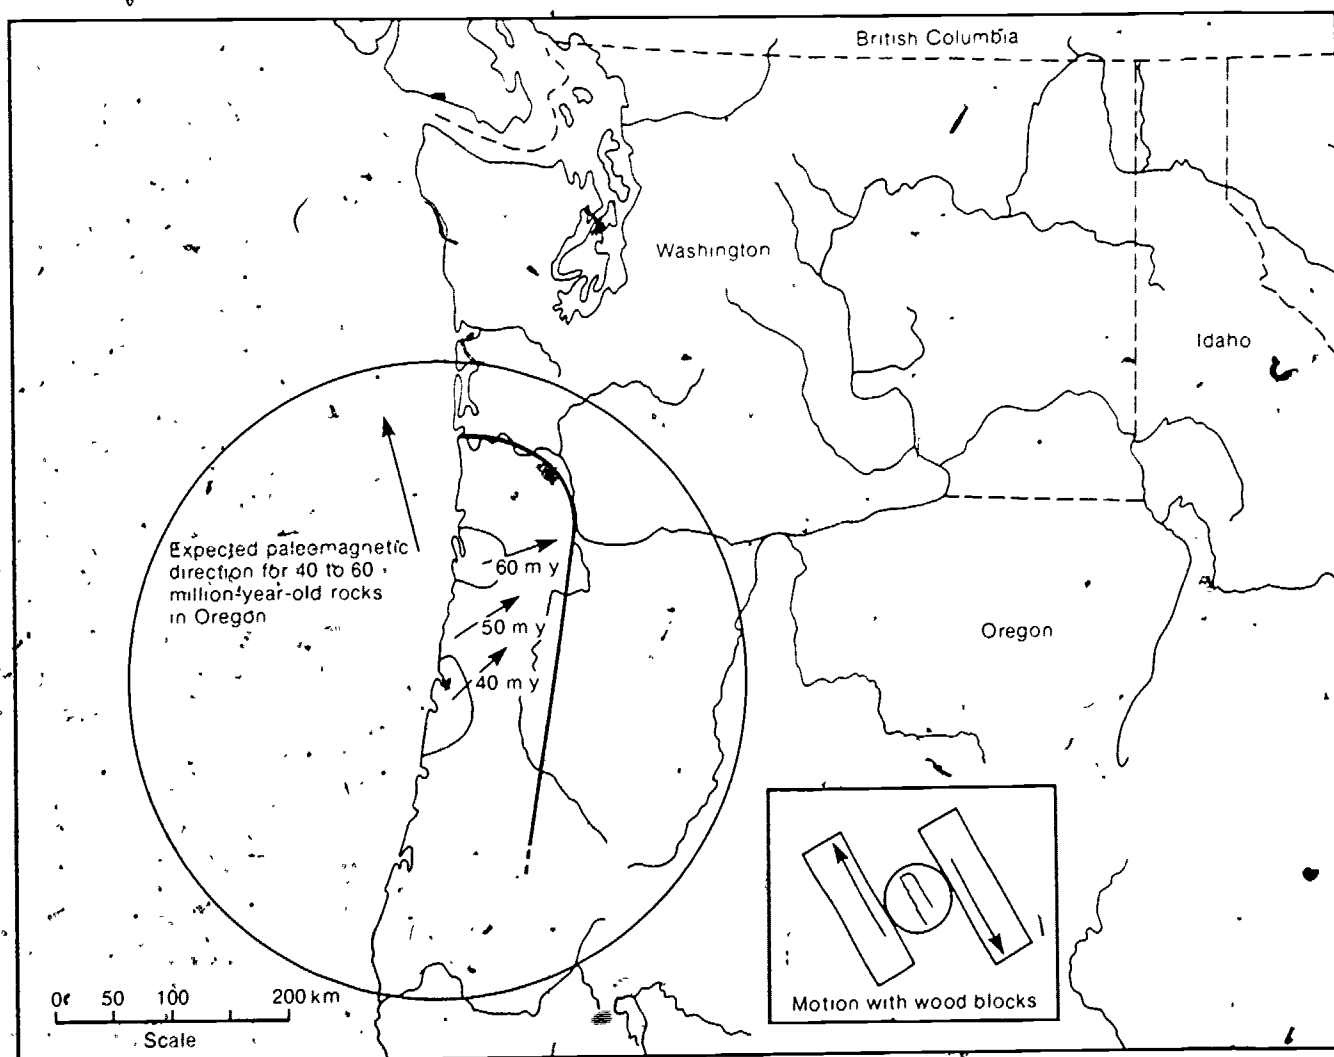 British Columbia
Washington
Idaho
Expected paleomagnetic
direction for 40 to 60
million-year-old rocks
in Oregon
60 m y
50 m y
40 m y
Oregon
0 50 100 200 km
Scale
Motion with wood blocks